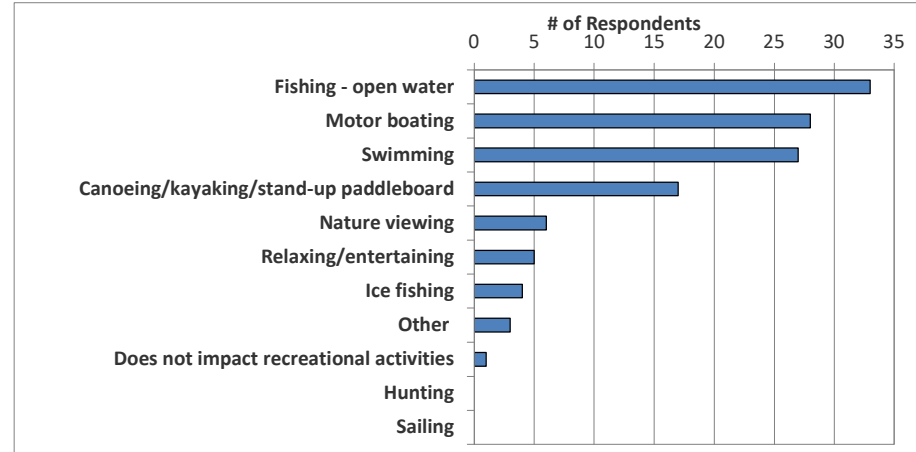 # of Respondents
0 5 10 15 20 25 30 35
Fishing - open water
Motor boating
Swimming
Canoeing/kayaking/stand-up paddleboard
Nature viewing
Relaxing/entertaining
Ice fishing
Other
Does not impact recreational activities
Hunting
Sailing